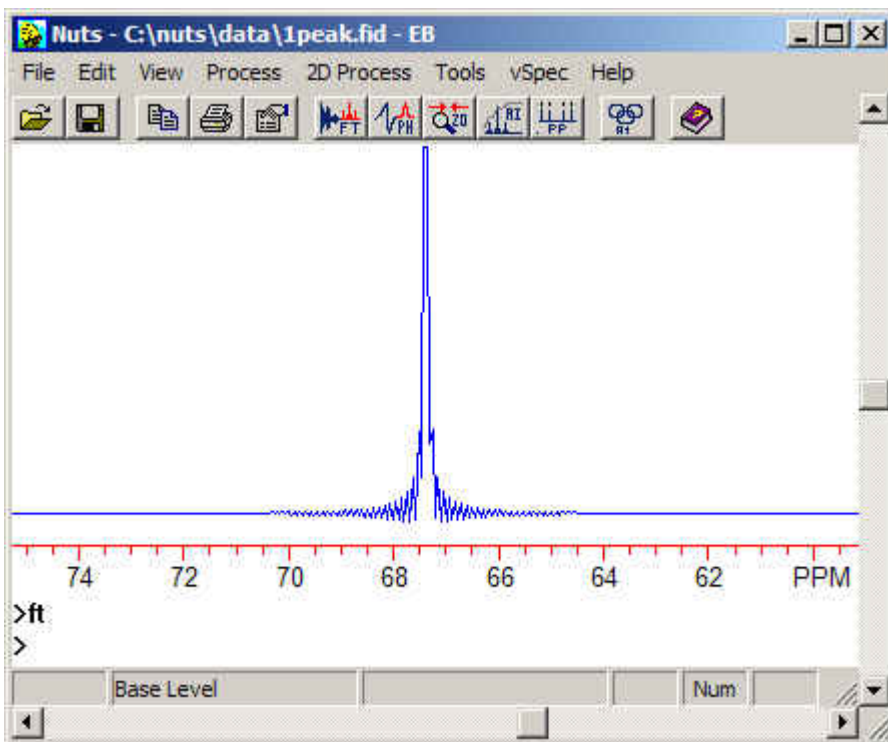 Nuts - C:\nuts\data\1peak.fid - EB
File Edit View Process 2D Process Tools vSpec Help
FT PH ZO RI PP A1
74 72 70 68 66 64 62 PPM
>ft
>
Base Level Num